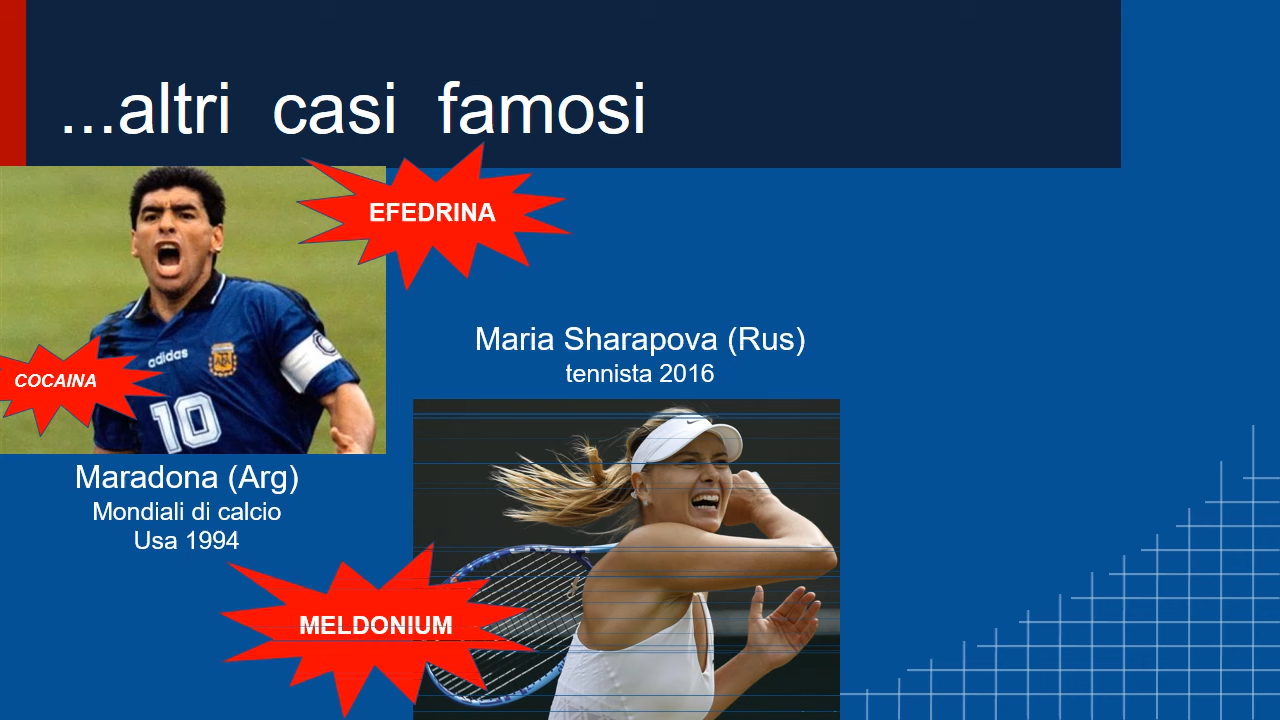 ...altri casi famosi
EFEDRINA
COCAINA
adidas
AFA
10
Maradona (Arg)
Mondiali di calcio
Usa 1994
Maria Sharapova (Rus)
tennista 2016
MELDONIUM